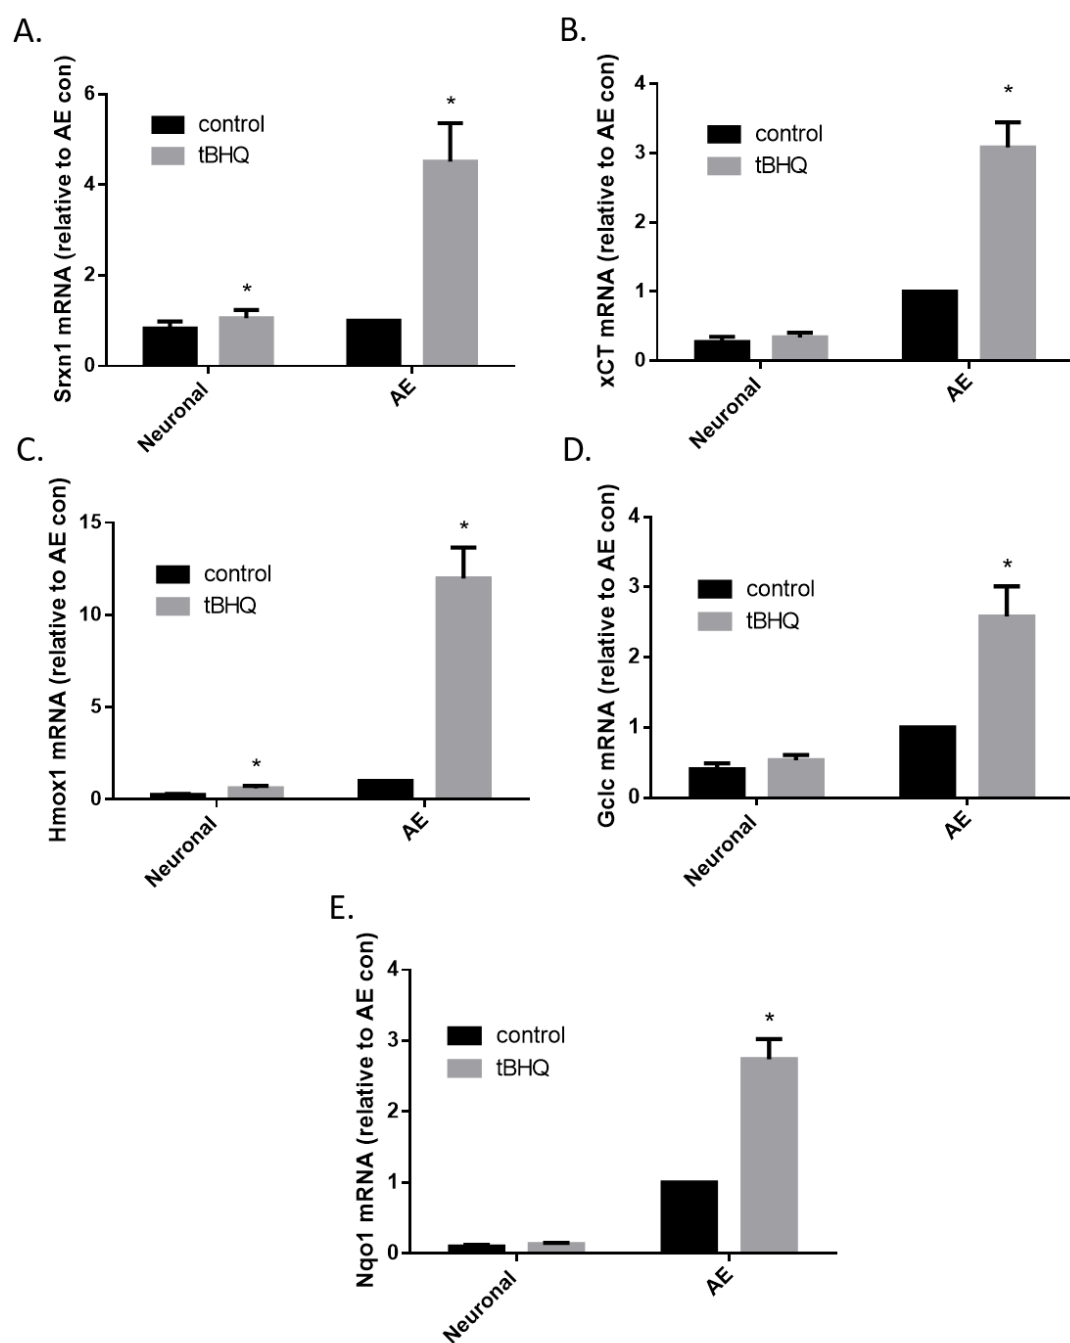 A.
Srxn1 mRNA (relative to AE con)
6
4
2
0
control
tBHQ
*
*
Neuronal
AE
B.
xCT mRNA (relative to AE con)
4
3
2
1
0
control
tBHQ
*
Neuronal
AE
C.
Hmox1 mRNA (relative to AE con)
15
10
5
0
control
tBHQ
*
*
Neuronal
AE
D.
Gclc mRNA (relative to AE con)
4
3
2
1
0
control
tBHQ
*
Neuronal
AE
E.
Nqo1 mRNA (relative to AE con)
4
3
2
1
0
control
tBHQ
*
Neuronal
AE